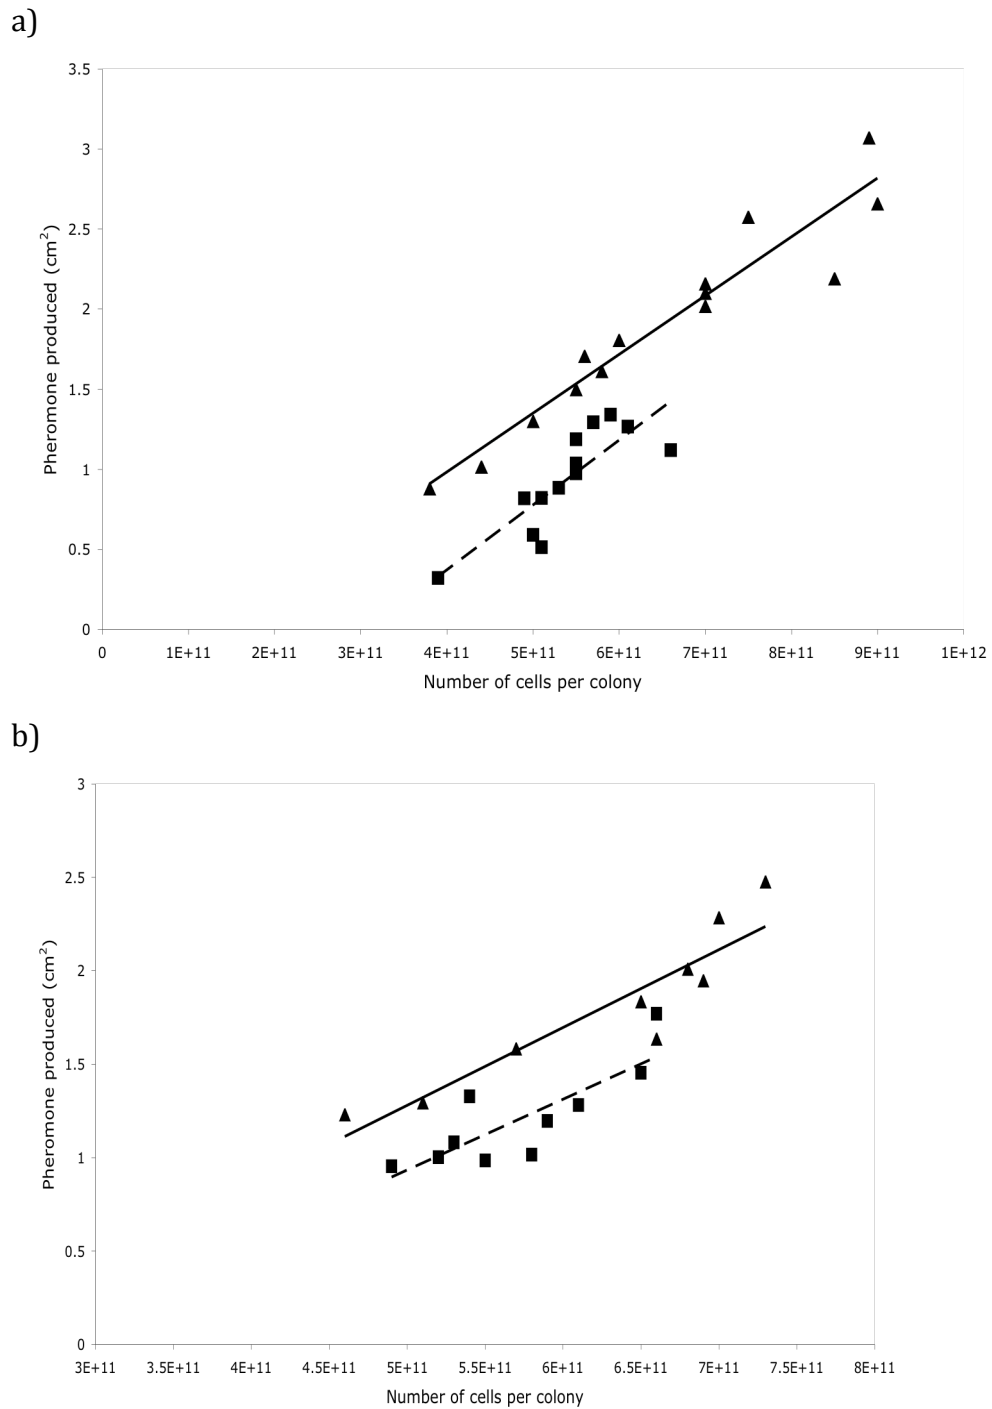 a)
3.5
3
2.5
2
1.5
1
0.5
0
Pheromone produced (cm²)
0 1E+11 2E+11 3E+11 4E+11 5E+11 6E+11 7E+11 8E+11 9E+11 1E+12
Number of cells per colony
b)
3
2.5
2
1.5
1
0.5
0
Pheromone produced (cm²)
3E+11 3.5E+11 4E+11 4.5E+11 5E+11 5.5E+11 6E+11 6.5E+11 7E+11 7.5E+11 8E+11
Number of cells per colony